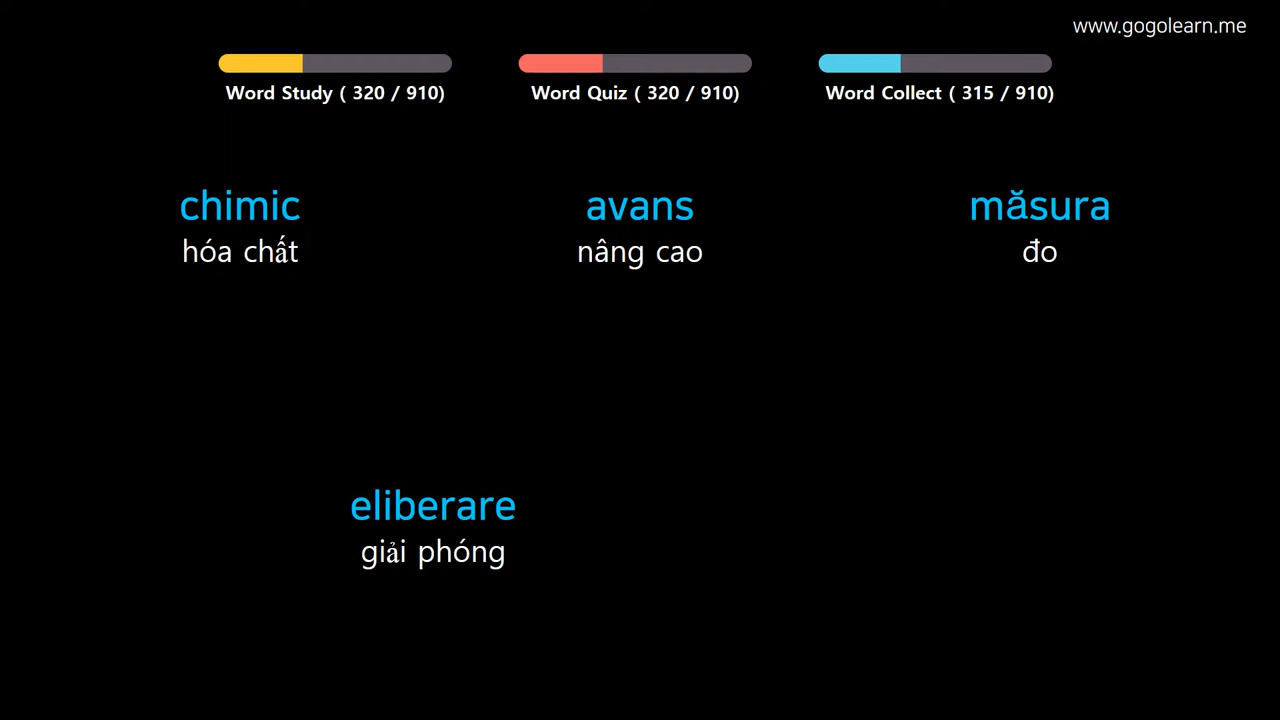 www.gogolearn.me
Word Study ( 320 / 910)
Word Quiz ( 320 / 910)
Word Collect ( 315 / 910)
chimic
hóa chất
avans
nâng cao
măsura
đo
eliberare
giải phóng